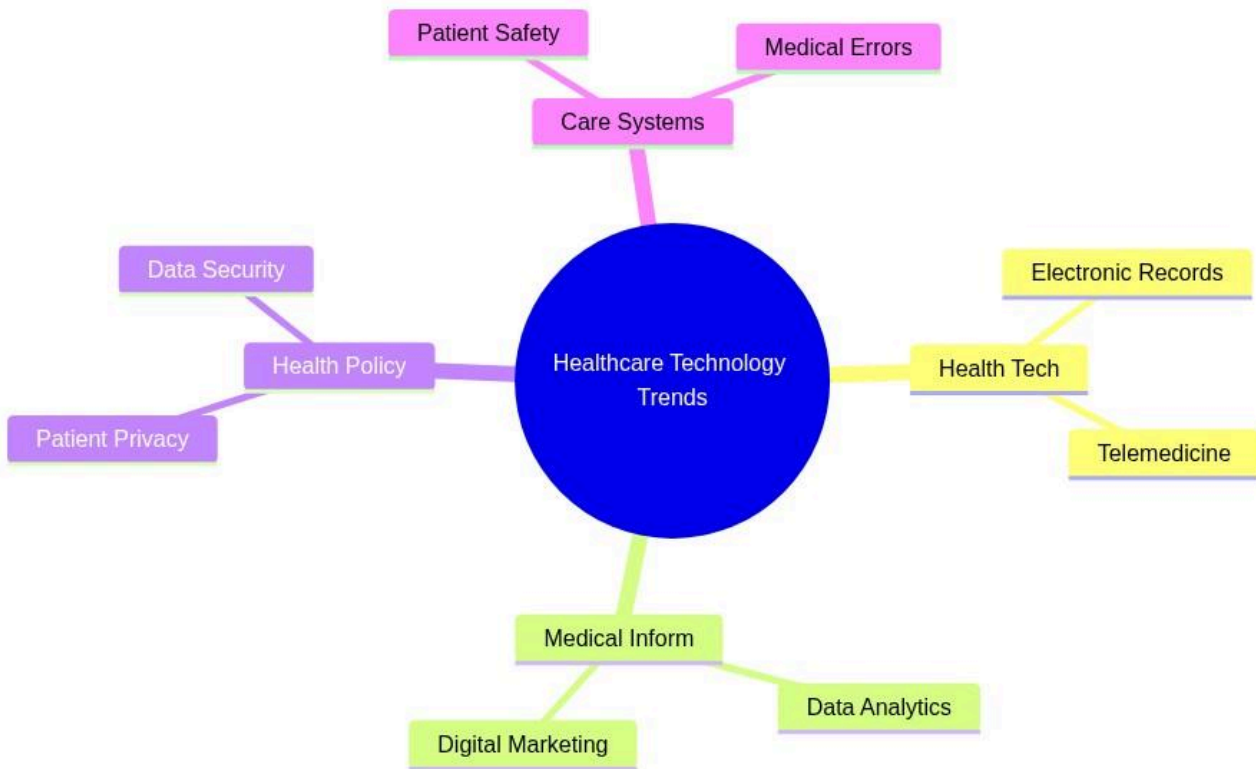 Patient Safety
Medical Errors
Care Systems
Data Security
Electronic Records
Health Policy
Healthcare Technology
Trends
Health Tech
Patient Privacy
Telemedicine
Medical Inform
Data Analytics
Digital Marketing